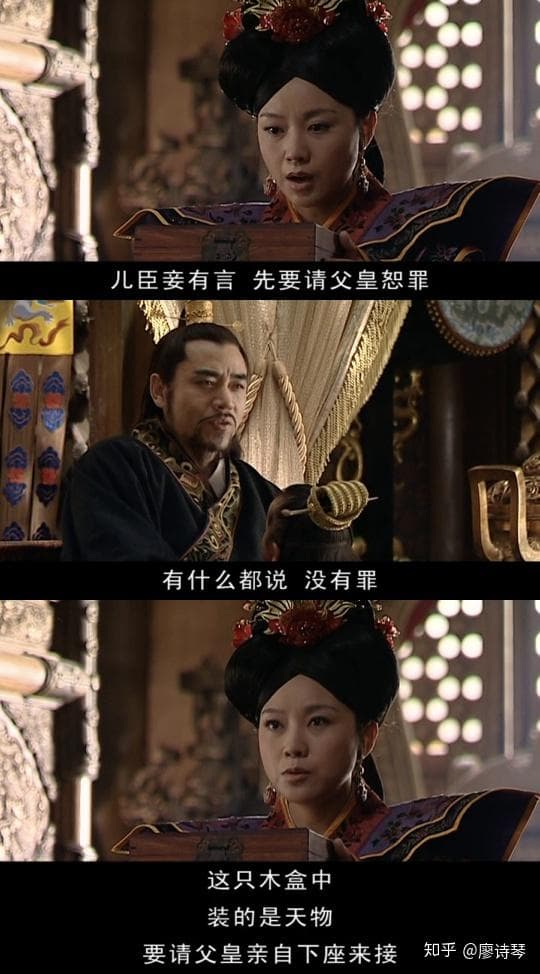 儿臣妾有言 先要请父皇恕罪
有什么都说 没有罪
这只木盒中
装的是天物
要请父皇亲自下座来接
知乎 @廖诗琴